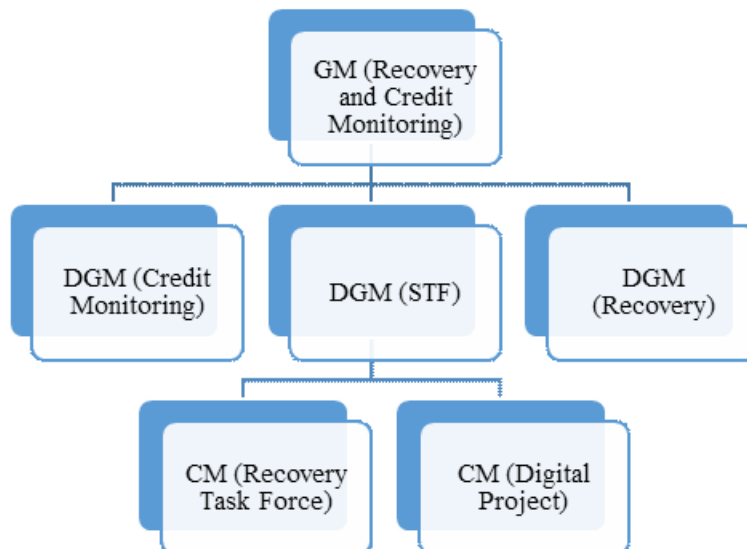 GM (Recovery
and Credit
Monitoring)
DGM (Credit
Monitoring)
DGM (STF)
DGM
(Recovery)
CM (Recovery
Task Force)
CM (Digital
Project)